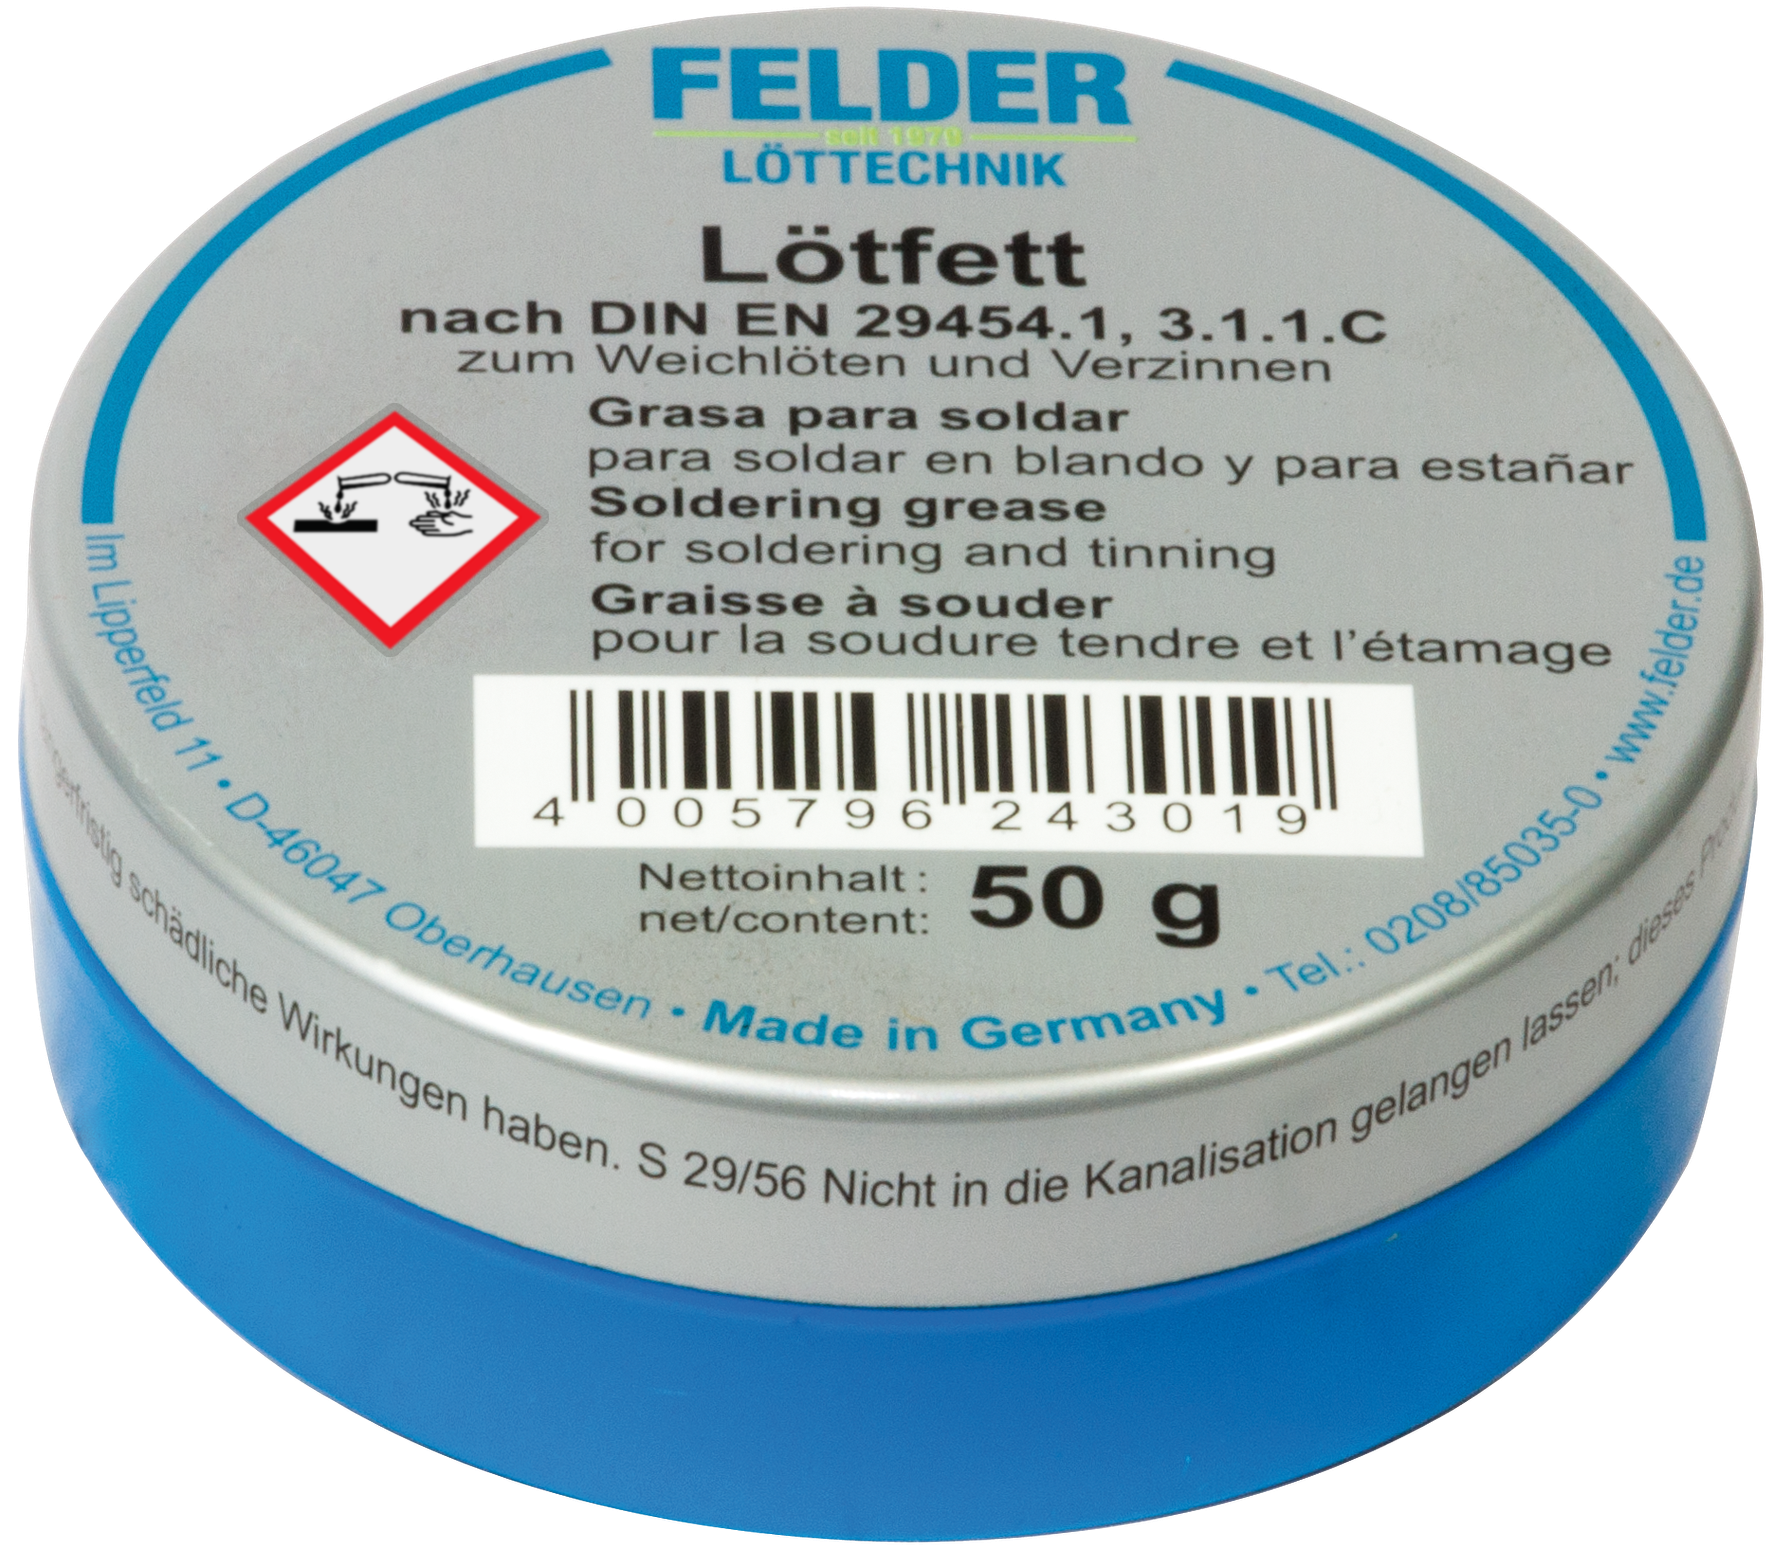 FELDER
seit 1979
LÖTTECHNIK
Lötfett
nach DIN EN 29454.1, 3.1.1.C
zum Weichlöten und Verzinnen
Grasa para soldar
para soldar en blando y para estañar
Soldering grease
for soldering and tinning
Graisse à souder
pour la soudure tendre et l'étamage
4 005796 243019
Nettoinhalt :
net/content:
50 g
Im Lipperfeld 11 • D-46047 Oberhausen • Made in Germany • Tel.: 0208/85035-0 • www.felder.de
schädliche Wirkungen haben. S 29/56 Nicht in die Kanalisation gelangen lassen; dieses